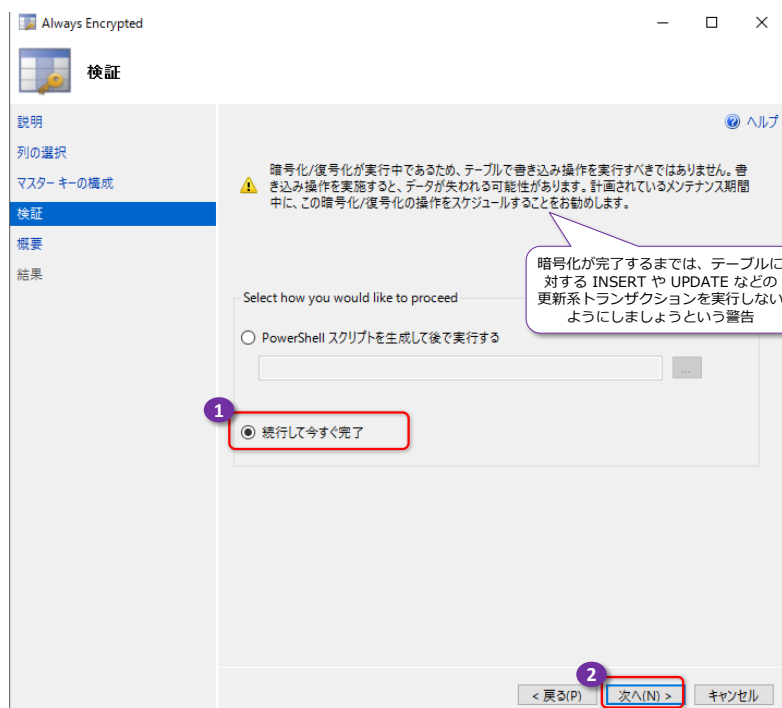 Always Encrypted
検証
説明
列の選択
マスター キーの構成
検証
概要
結果
ヘルプ
暗号化/復号化が実行中であるため、テーブルで書き込み操作を実行すべきではありません。書
き込み操作を実施すると、データが失われる可能性があります。計画されているメンテナンス期間
中に、この暗号化/復号化の操作をスケジュールすることをお勧めします。
暗号化が完了するまでは、テーブルに
対する INSERT や UPDATE などの
更新系トランザクションを実行しない
ようにしましょうという警告
Select how you would like to proceed
PowerShell スクリプトを生成して後で実行する
...
1
続行して今すぐ完了
2
< 戻る(P)
次へ(N) >
キャンセル